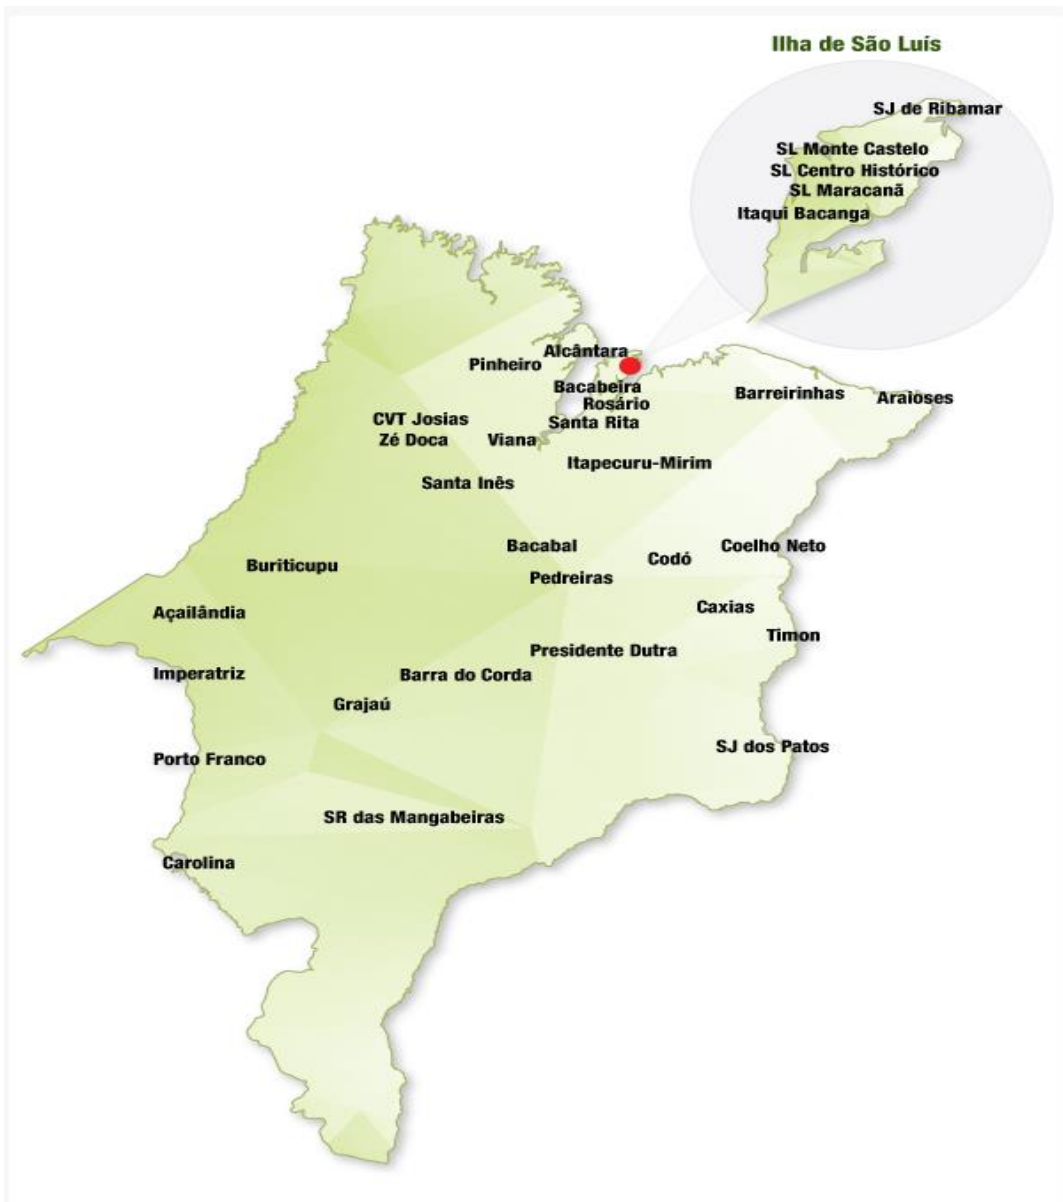 Ilha de São Luís
SJ de Ribamar
SL Monte Castelo
SL Centro Histórico
SL Maracanã
Itaqui Bacanga
Alcântara
Pinheiro
Bacabeira
Barreirinhas
Araioses
Rosário
CVT Josias
Santa Rita
Zé Doca
Viana
Itapecuru-Mirim
Santa Inês
Bacabal
Coelho Neto
Codó
Buriticupu
Pedreiras
Caxias
Açailândia
Timon
Presidente Dutra
Imperatriz
Barra do Corda
Grajaú
SJ dos Patos
Porto Franco
SR das Mangabeiras
Carolina